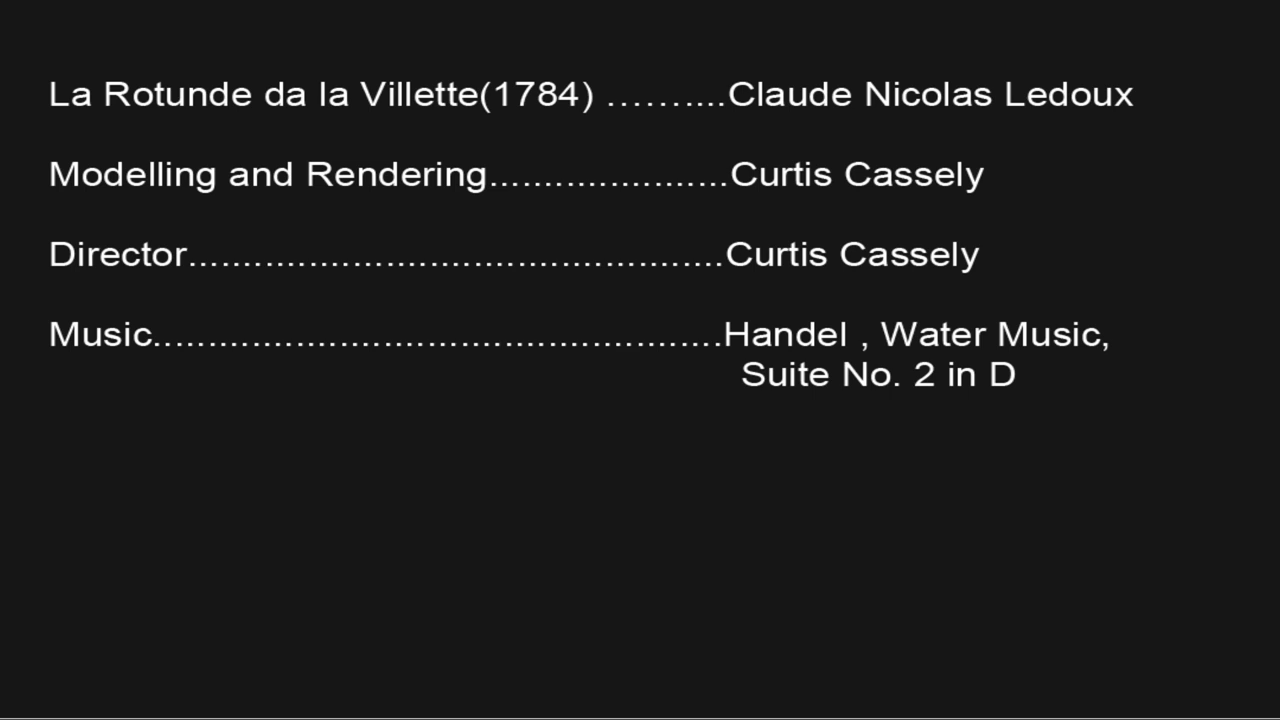 La Rotunde da la Villette(1784) ………...Claude Nicolas Ledoux
Modelling and Rendering......................Curtis Cassely
Director.................................................Curtis Cassely
Music....................................................Handel , Water Music,
Suite No. 2 in D